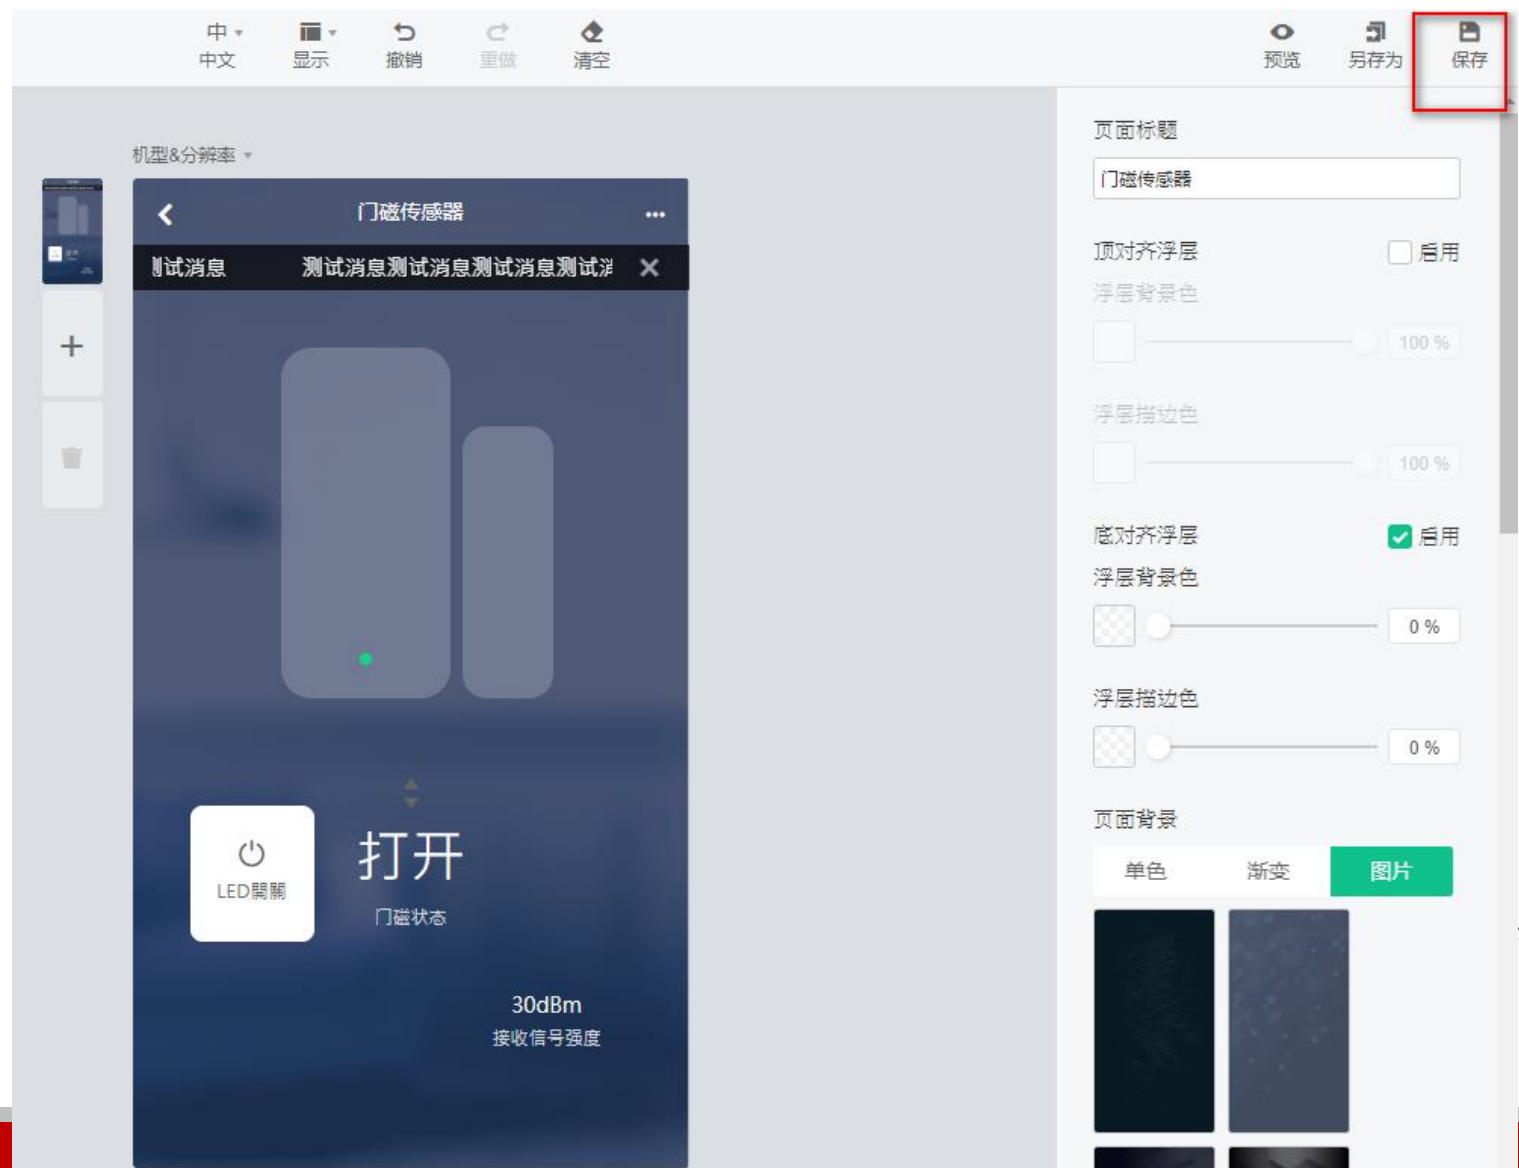 中
中文
显示
撤销
重做
清空
预览
另存为
保存
机型&分辨率
门磁传感器
试消息 测试消息测试消息测试消息测试
LED開關
打开
门磁状态
30dBm
接收信号强度
页面标题
门磁传感器
顶对齐浮层 启用
浮层背景色
100 %
浮层描边色
100 %
底对齐浮层 启用
浮层背景色
0 %
浮层描边色
0 %
页面背景
单色 渐变 图片